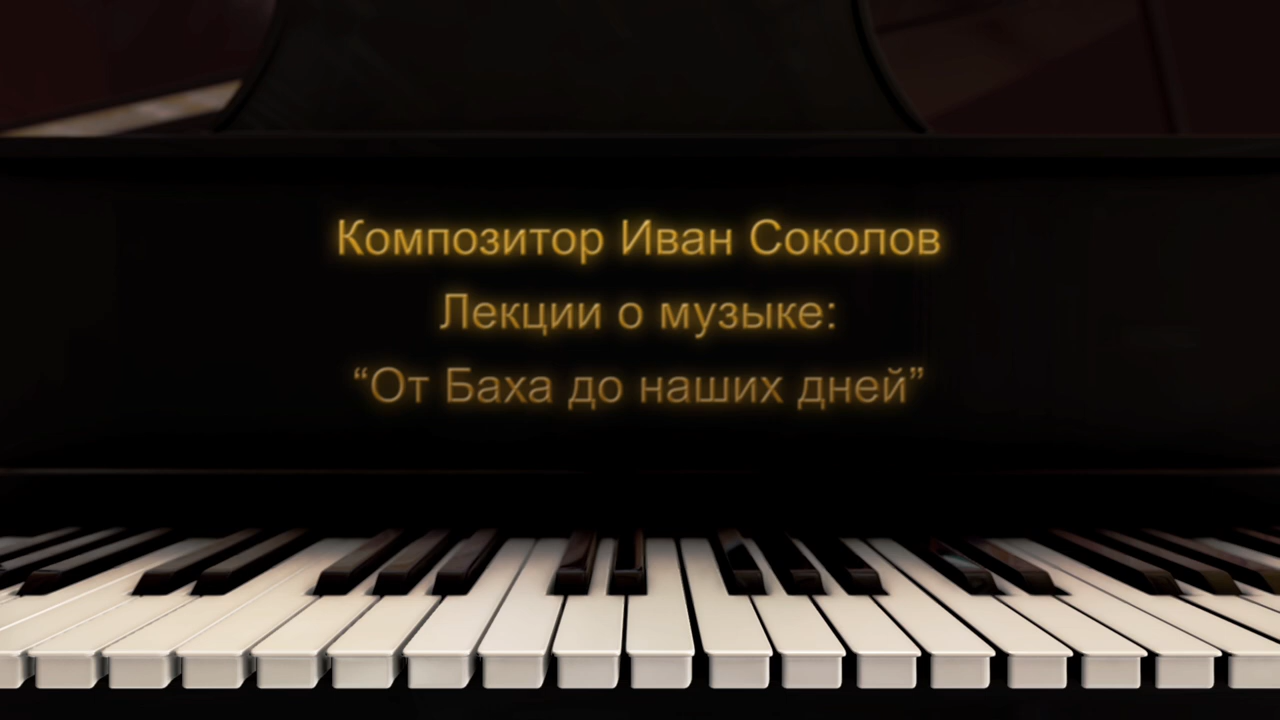 Композитор Иван Соколов
Лекции о музыке:
“От Баха до наших дней”